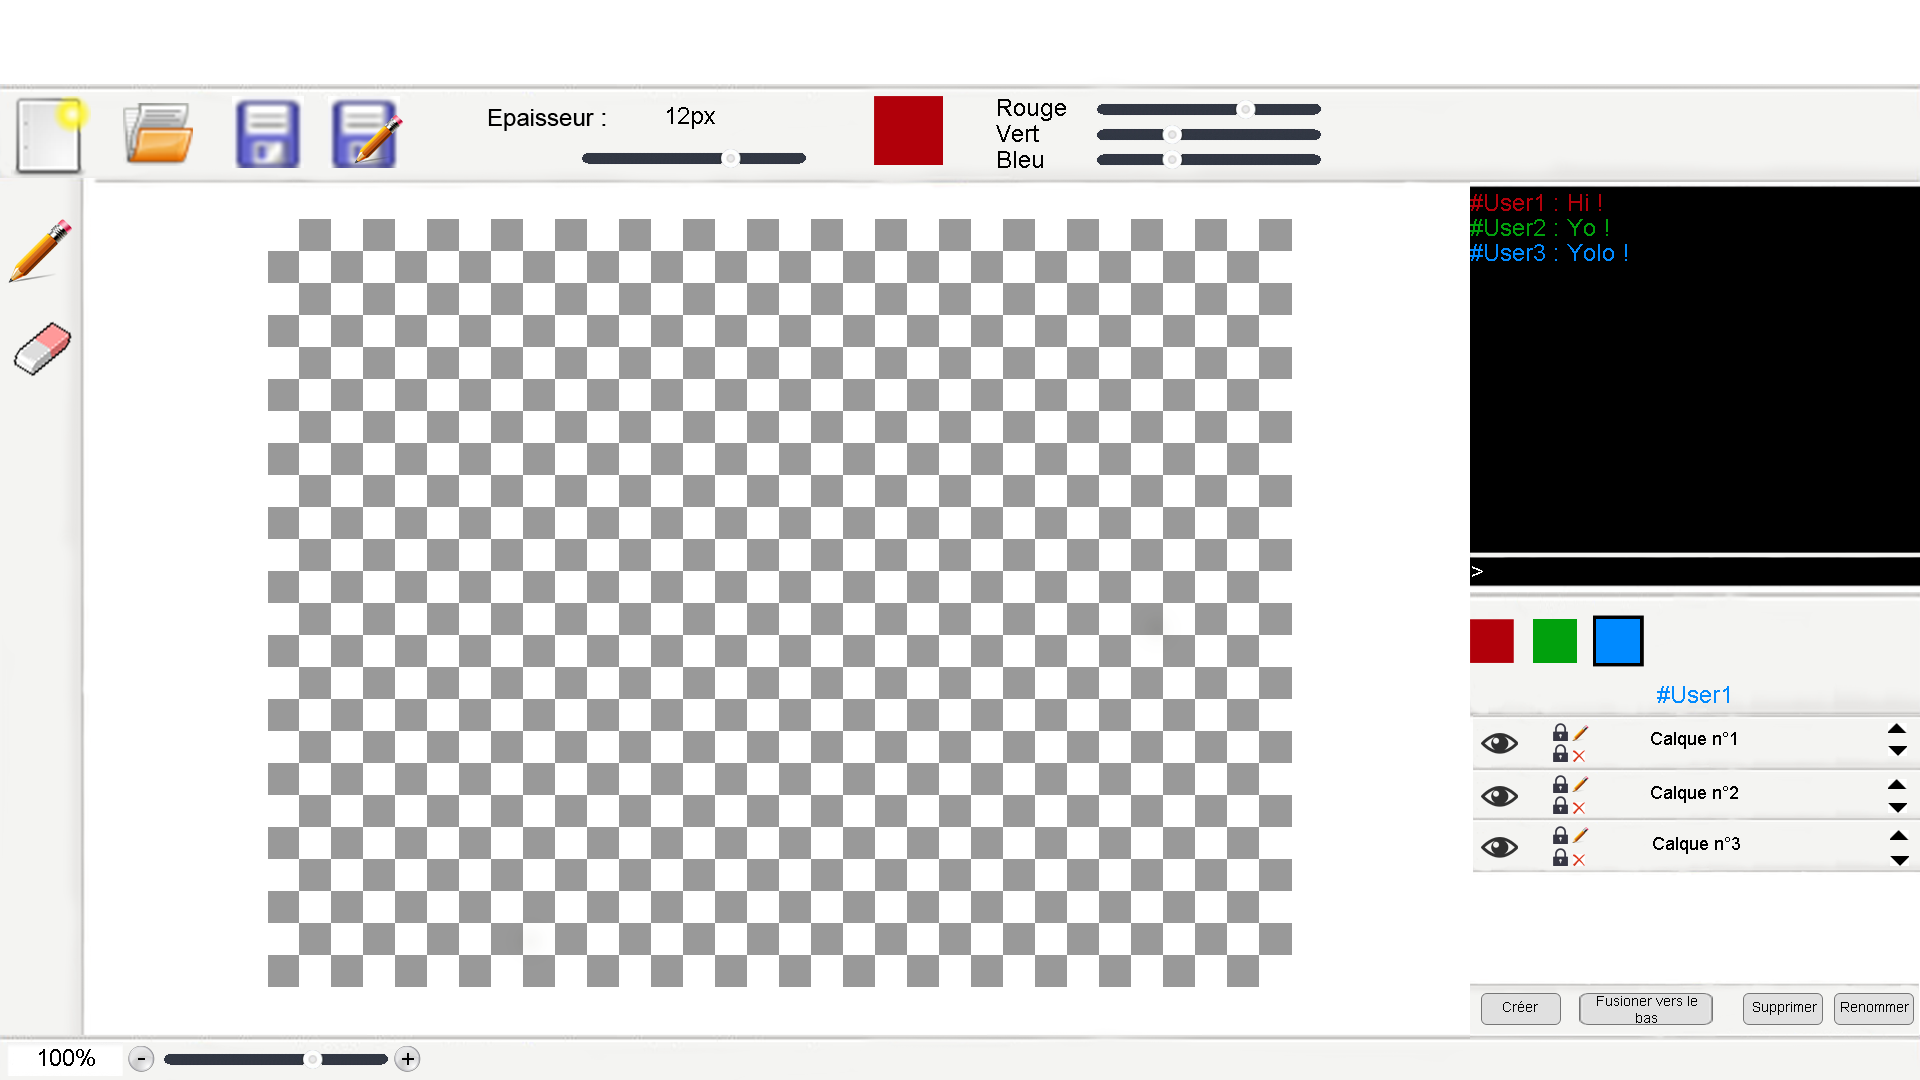 Epaisseur :
12px
Rouge
Vert
Bleu
#User1 : Hi !
#User2 : Yo !
#User3 : Yolo !
>
#User1
Calque n°1
Calque n°2
Calque n°3
Créer
Fusioner vers le
bas
Supprimer
Renommer
100%
-
+